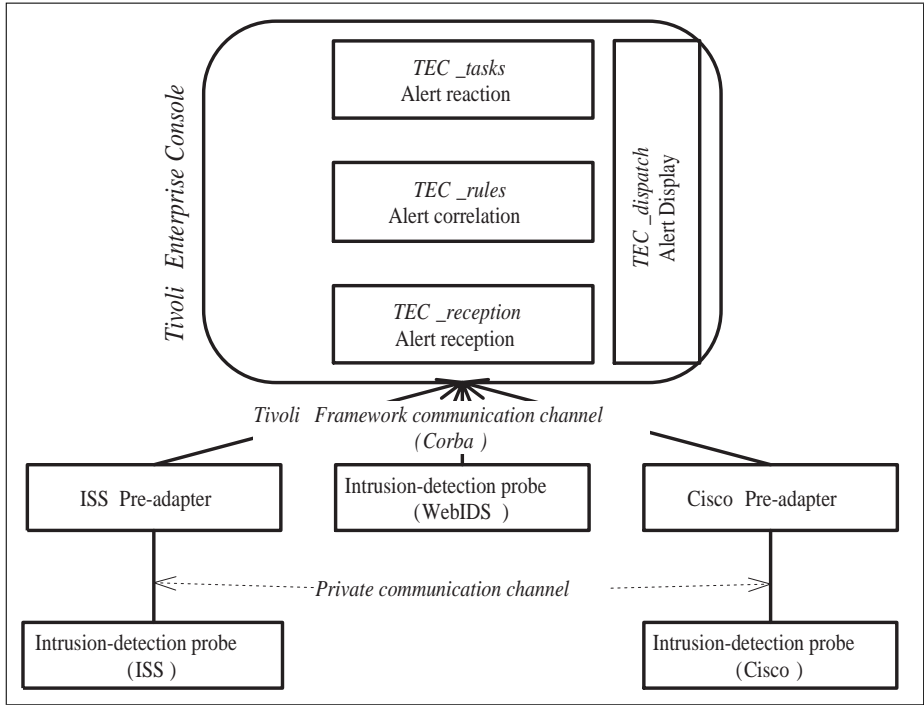 Tivoli Enterprise Console
TEC _tasks
Alert reaction
TEC _rules
Alert correlation
TEC _reception
Alert reception
TEC _dispatch
Alert Display
Tivoli Framework communication channel
(Corba )
ISS Pre-adapter
Intrusion-detection probe
(WebIDS )
Cisco Pre-adapter
Private communication channel
Intrusion-detection probe
(ISS )
Intrusion-detection probe
(Cisco )